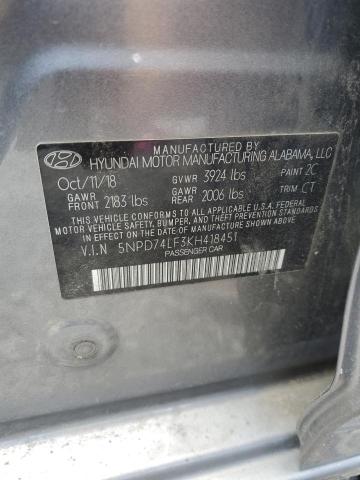 MANUFACTURED BY
HYUNDAI MOTOR MANUFACTURING ALABAMA, LLC
Oct/11/18 GVWR 3924 lbs PAINT 2C
GAWR FRONT 2183 lbs GAWR REAR 2006 lbs TRIM CT
THIS VEHICLE CONFORMS TO ALL APPLICABLE U.S.A. FEDERAL
MOTOR VEHICLE SAFETY, BUMPER, AND THEFT PREVENTION
STANDARDS IN EFFECT ON THE DATE OF MANUFACTURE
SHOWN ABOVE.
V.I.N 5NPD74LF3KH418451
PASSENGER CAR